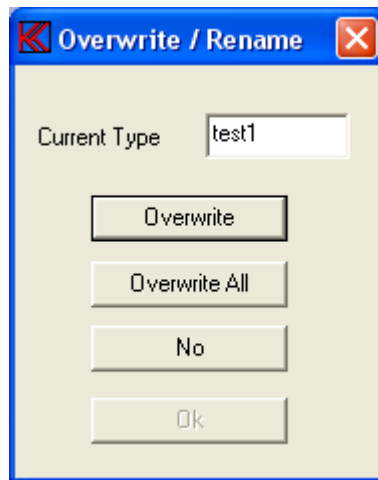 Overwrite / Rename
Current Type test1
Overwrite
Overwrite All
No
Ok